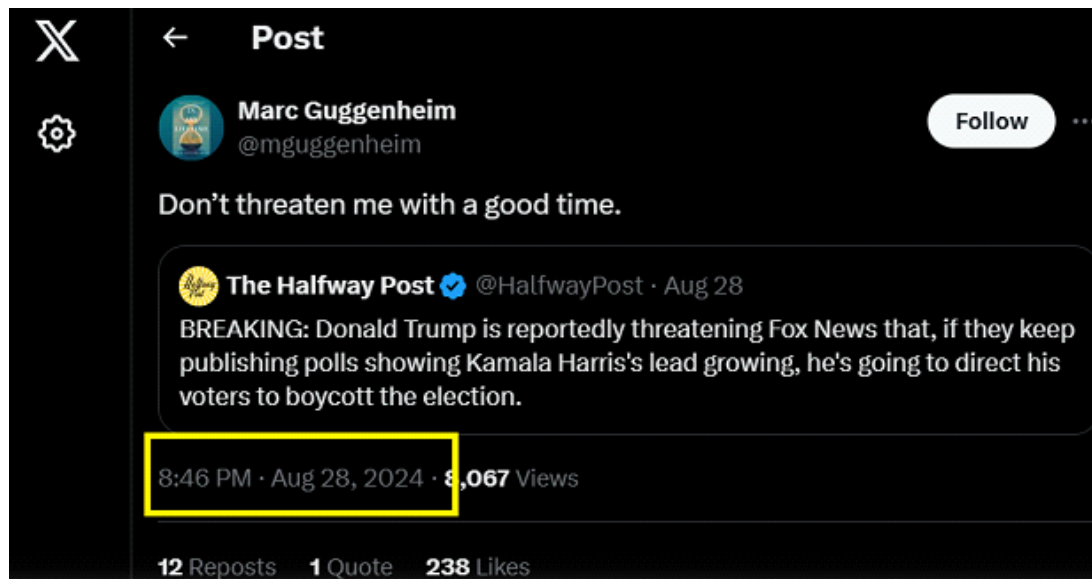 Post
Marc Guggenheim
@mguggenheim
Follow
Don’t threaten me with a good time.
The Halfway Post @HalfwayPost · Aug 28
BREAKING: Donald Trump is reportedly threatening Fox News that, if they keep
publishing polls showing Kamala Harris's lead growing, he's going to direct his
voters to boycott the election.
8:46 PM · Aug 28, 2024 · 8,067 Views
12 Reposts 1 Quote 238 Likes